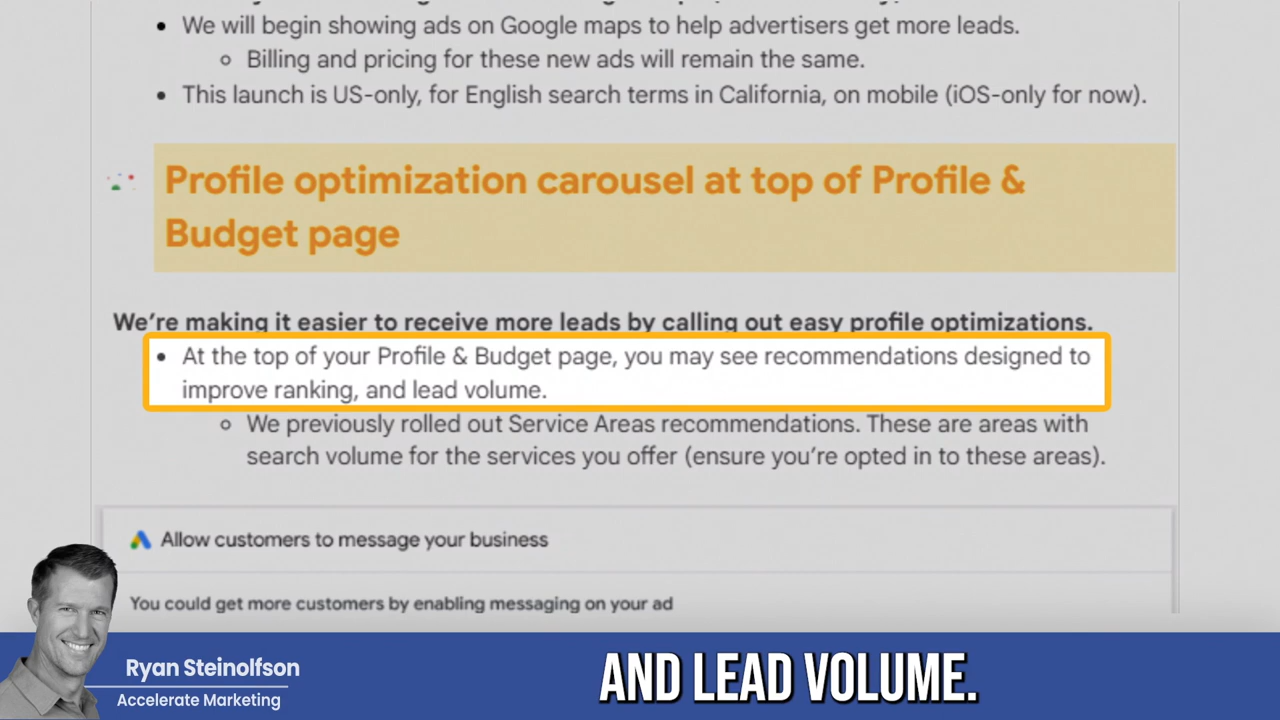 We will begin showing ads on Google maps to help advertisers get more leads.
Billing and pricing for these new ads will remain the same.
This launch is US-only, for English search terms in California, on mobile (iOS-only for now).
Profile optimization carousel at top of Profile &
Budget page
We're making it easier to receive more leads by calling out easy profile optimizations.
At the top of your Profile & Budget page, you may see recommendations designed to
improve ranking, and lead volume.
We previously rolled out Service Areas recommendations. These are areas with
search volume for the services you offer (ensure you're opted in to these areas).
Allow customers to message your business
You could get more customers by enabling messaging on your ad
Ryan Steinolfson
Accelerate Marketing
AND LEAD VOLUME.